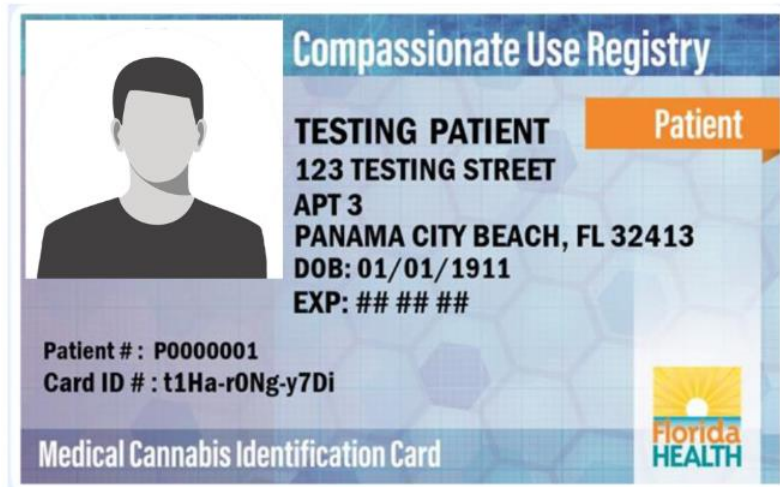 Compassionate Use Registry
Patient
TESTING PATIENT
123 TESTING STREET
APT 3
PANAMA CITY BEACH, FL 32413
DOB: 01/01/1911
EXP: ## ## ##
Patient # : P0000001
Card ID # : t1Ha-r0Ng-y7Di
Medical Cannabis Identification Card
Florida
HEALTH